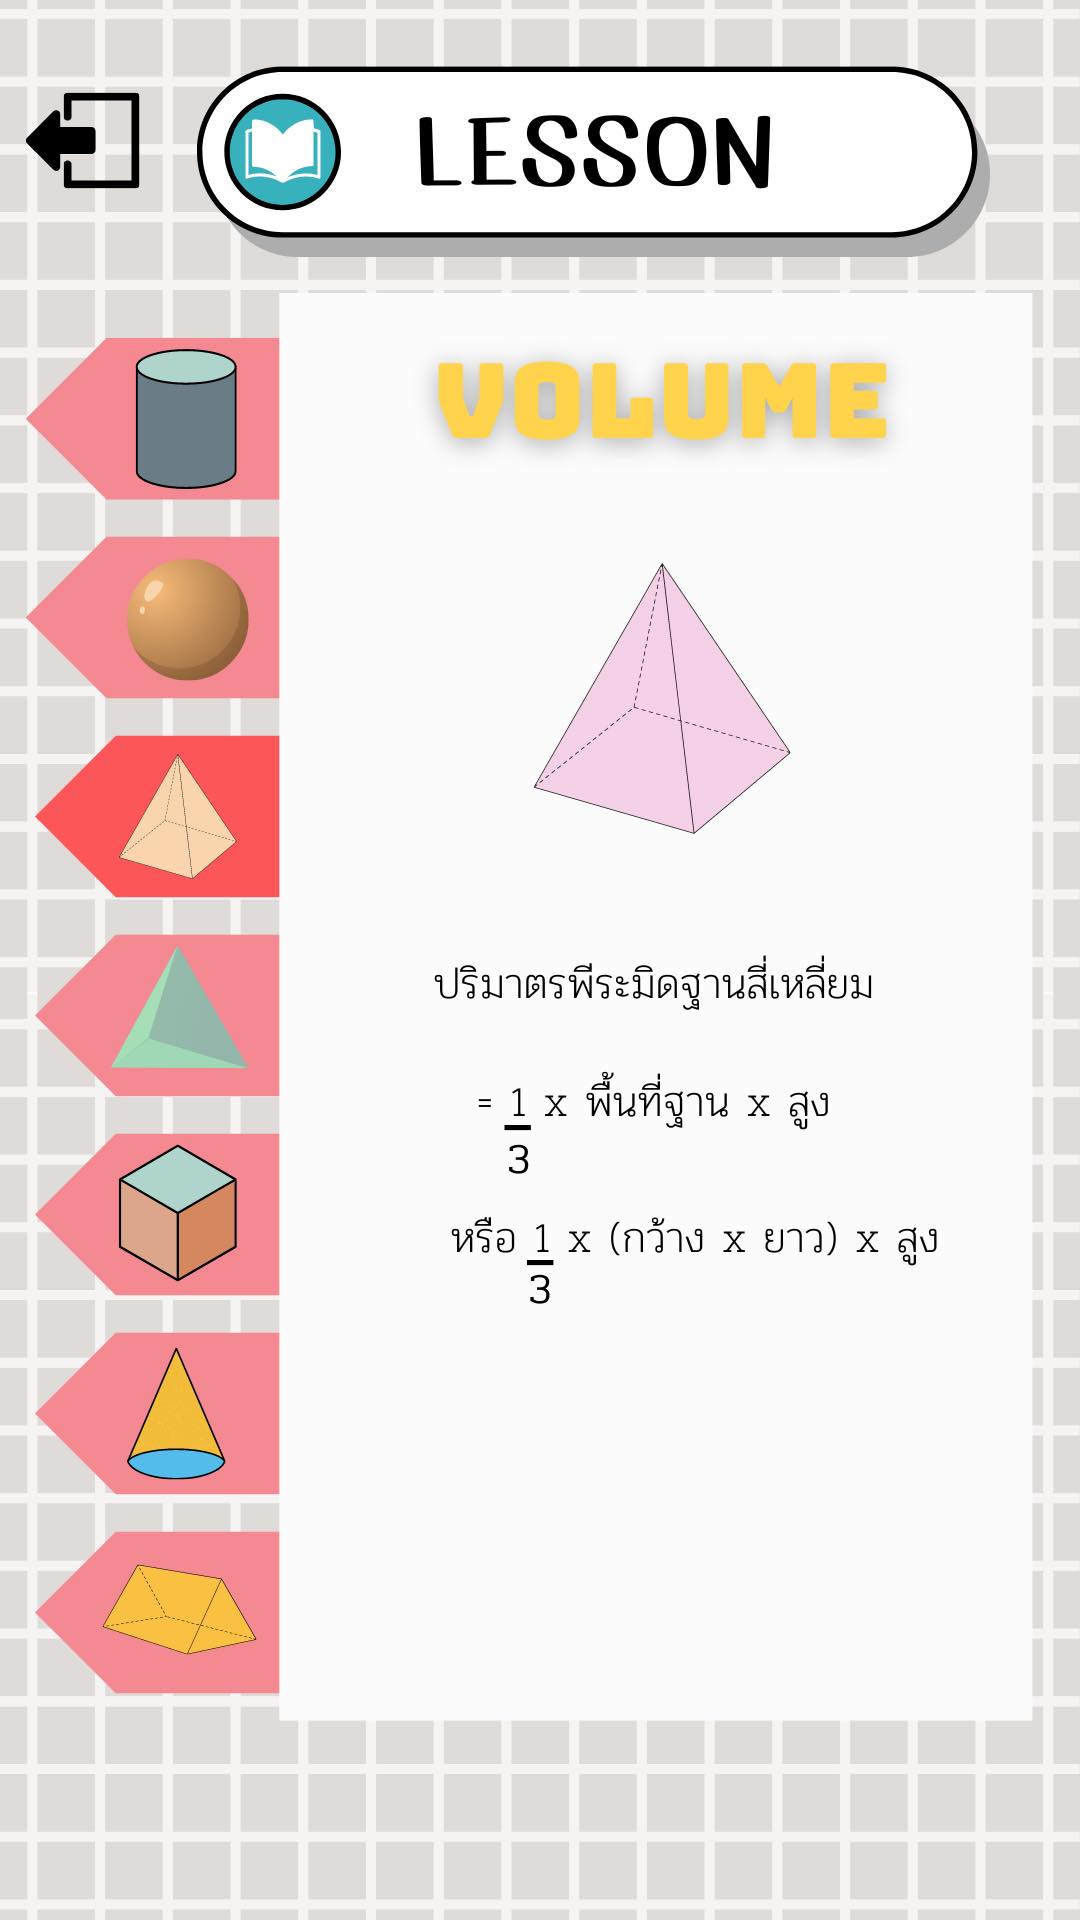 LESSON
VOLUME
ปริมาตรพีระมิดฐานสี่เหลี่ยม
= 1 x พื้นที่ฐาน x สูง
3
หรือ 1 x (กว้าง x ยาว) x สูง
3